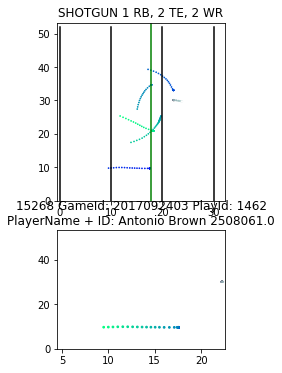 SHOTGUN 1 RB, 2 TE, 2 WR
50
40
30
20
10
0
0 10 20 30
15268 GameId: 2017092403 PlayId: 1462
PlayerName + ID: Antonio Brown 2508061.0
40
20
0
5 10 15 20